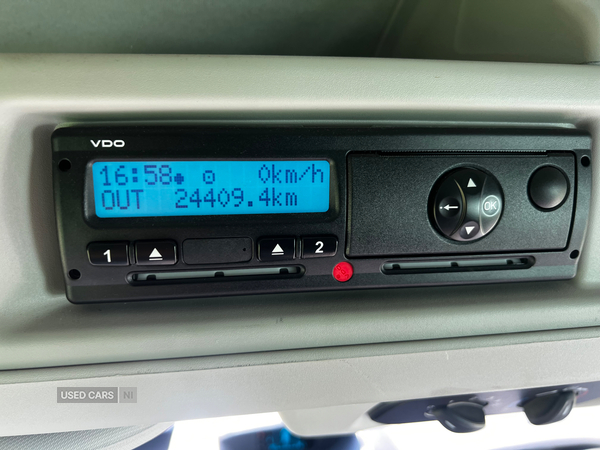 VDO
16:58 0km/h
OUT 24409.4km
OK
1 2
USED CARS NI